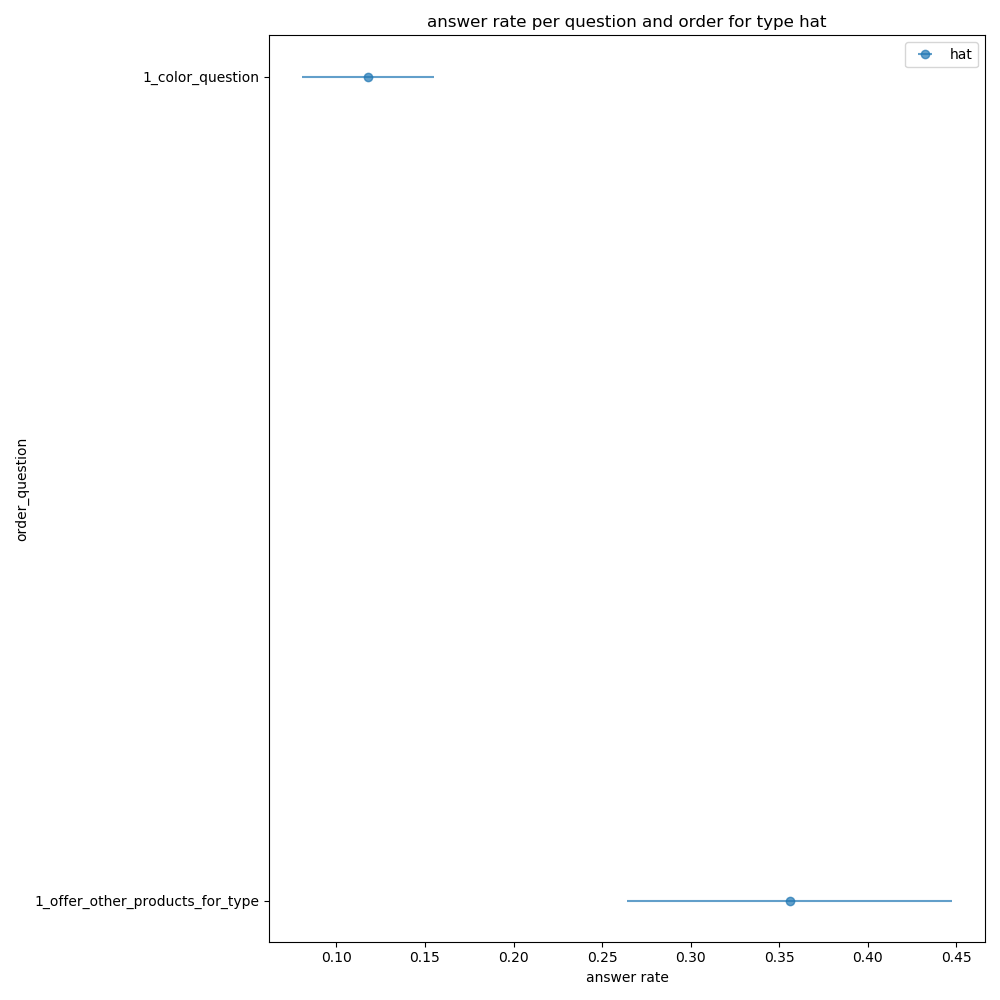 answer rate per question and order for type hat
hat
1_color_question
order_question
1_offer_other_products_for_type
0.10 0.15 0.20 0.25 0.30 0.35 0.40 0.45
answer rate